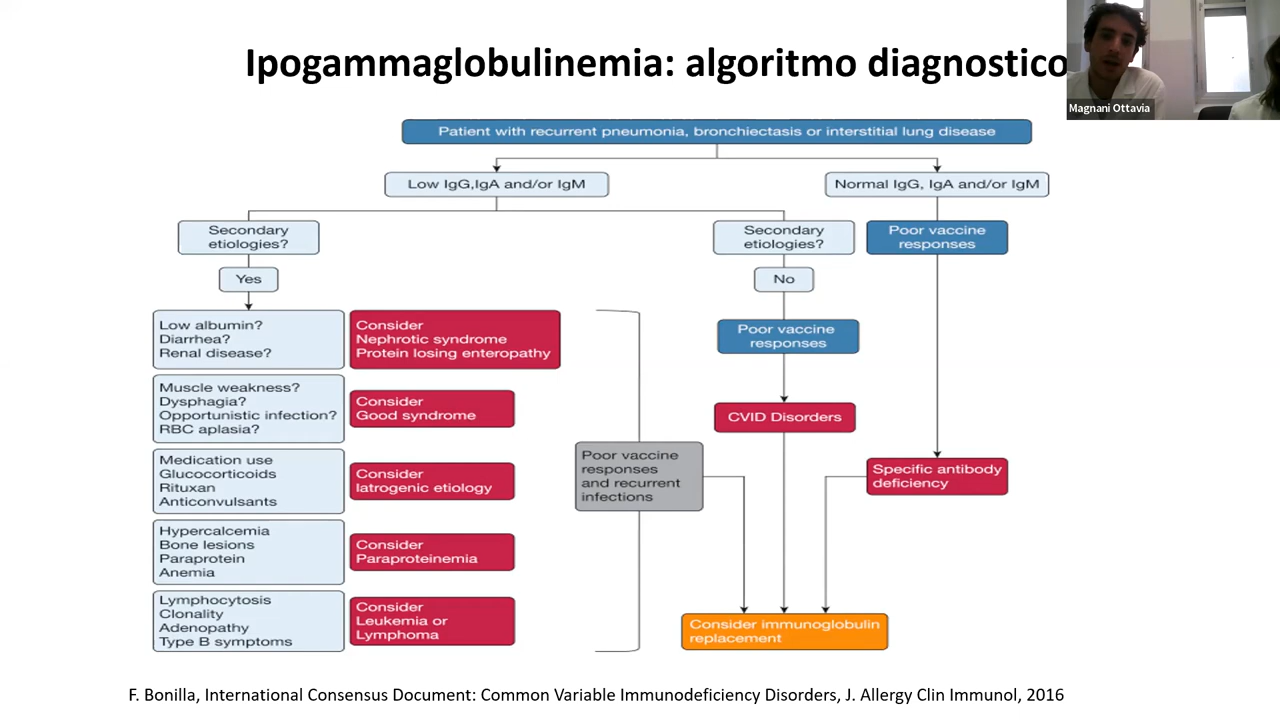 Ipogammaglobulinemia: algoritmo diagnostico
Magnani Ottavia
Patient with recurrent pneumonia, bronchiectasis or interstitial lung disease
Low IgG,IgA and/or IgM
Normal IgG, IgA and/or IgM
Secondary
etiologies?
Secondary
etiologies?
Poor vaccine
responses
Yes
No
Low albumin?
Diarrhea?
Renal disease?
Consider
Nephrotic syndrome
Protein losing enteropathy
Poor vaccine
responses
Muscle weakness?
Dysphagia?
Opportunistic infection?
RBC aplasia?
Consider
Good syndrome
CVID Disorders
Medication use
Glucocorticoids
Rituxan
Anticonvulsants
Consider
Iatrogenic etiology
Poor vaccine
responses
and recurrent
infections
Specific antibody
deficiency
Hypercalcemia
Bone lesions
Paraprotein
Anemia
Consider
Paraproteinemia
Lymphocytosis
Clonality
Adenopathy
Type B symptoms
Consider
Leukemia or
Lymphoma
Consider immunoglobulin
replacement
F. Bonilla, International Consensus Document: Common Variable Immunodeficiency Disorders, J. Allergy Clin Immunol, 2016